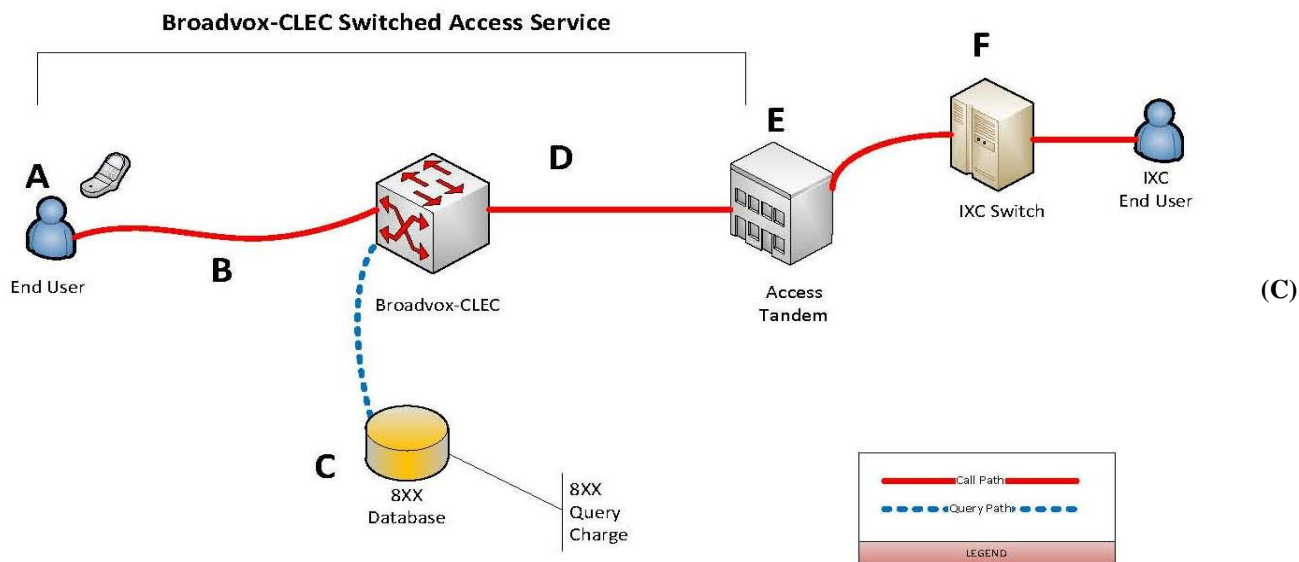 Broadvox-CLEC Switched Access Service
F
E
A
D
IXC
End User
IXC Switch
B
End User
Broadvox-CLEC
Access
Tandem
(C)
C
8XX
Database
8XX
Query
Charge
Call Path
Query Path
LEGEND